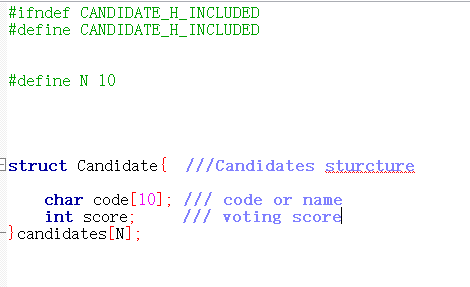 #ifndef CANDIDATE_H_INCLUDED
#define CANDIDATE_H_INCLUDED
#define N 10
struct Candidate{  ///Candidates sturcture
char code[10]; /// code or name
int score;     /// voting score
}candidates[N];